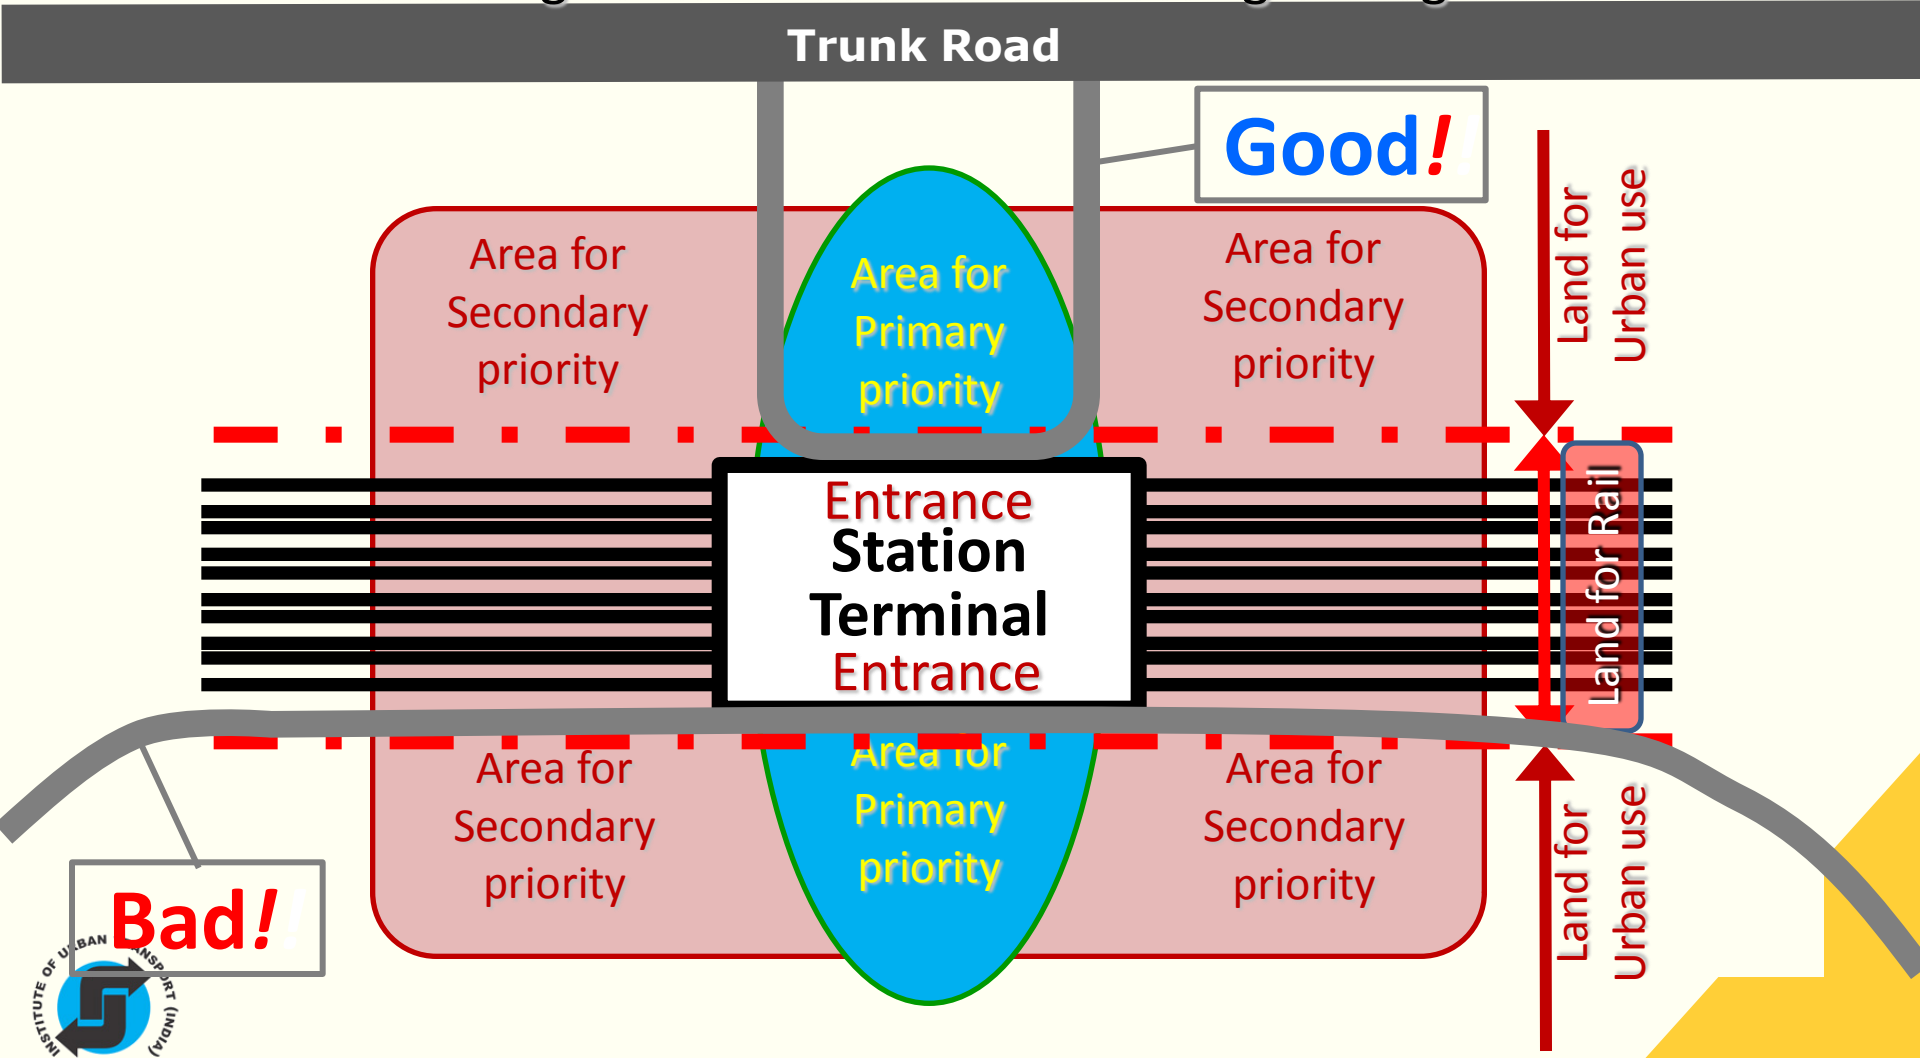 Trunk Road
Good!!
Land for
Urban use
Area for
Secondary
priority
Area for
Primary
priority
Area for
Secondary
priority
Entrance
Station
Terminal
Entrance
Land for Rail
Area for
Secondary
priority
Area for
Primary
priority
Area for
Secondary
priority
Land for
Urban use
Bad!!
INSTITUTE OF URBAN TRANSPORT (INDIA)